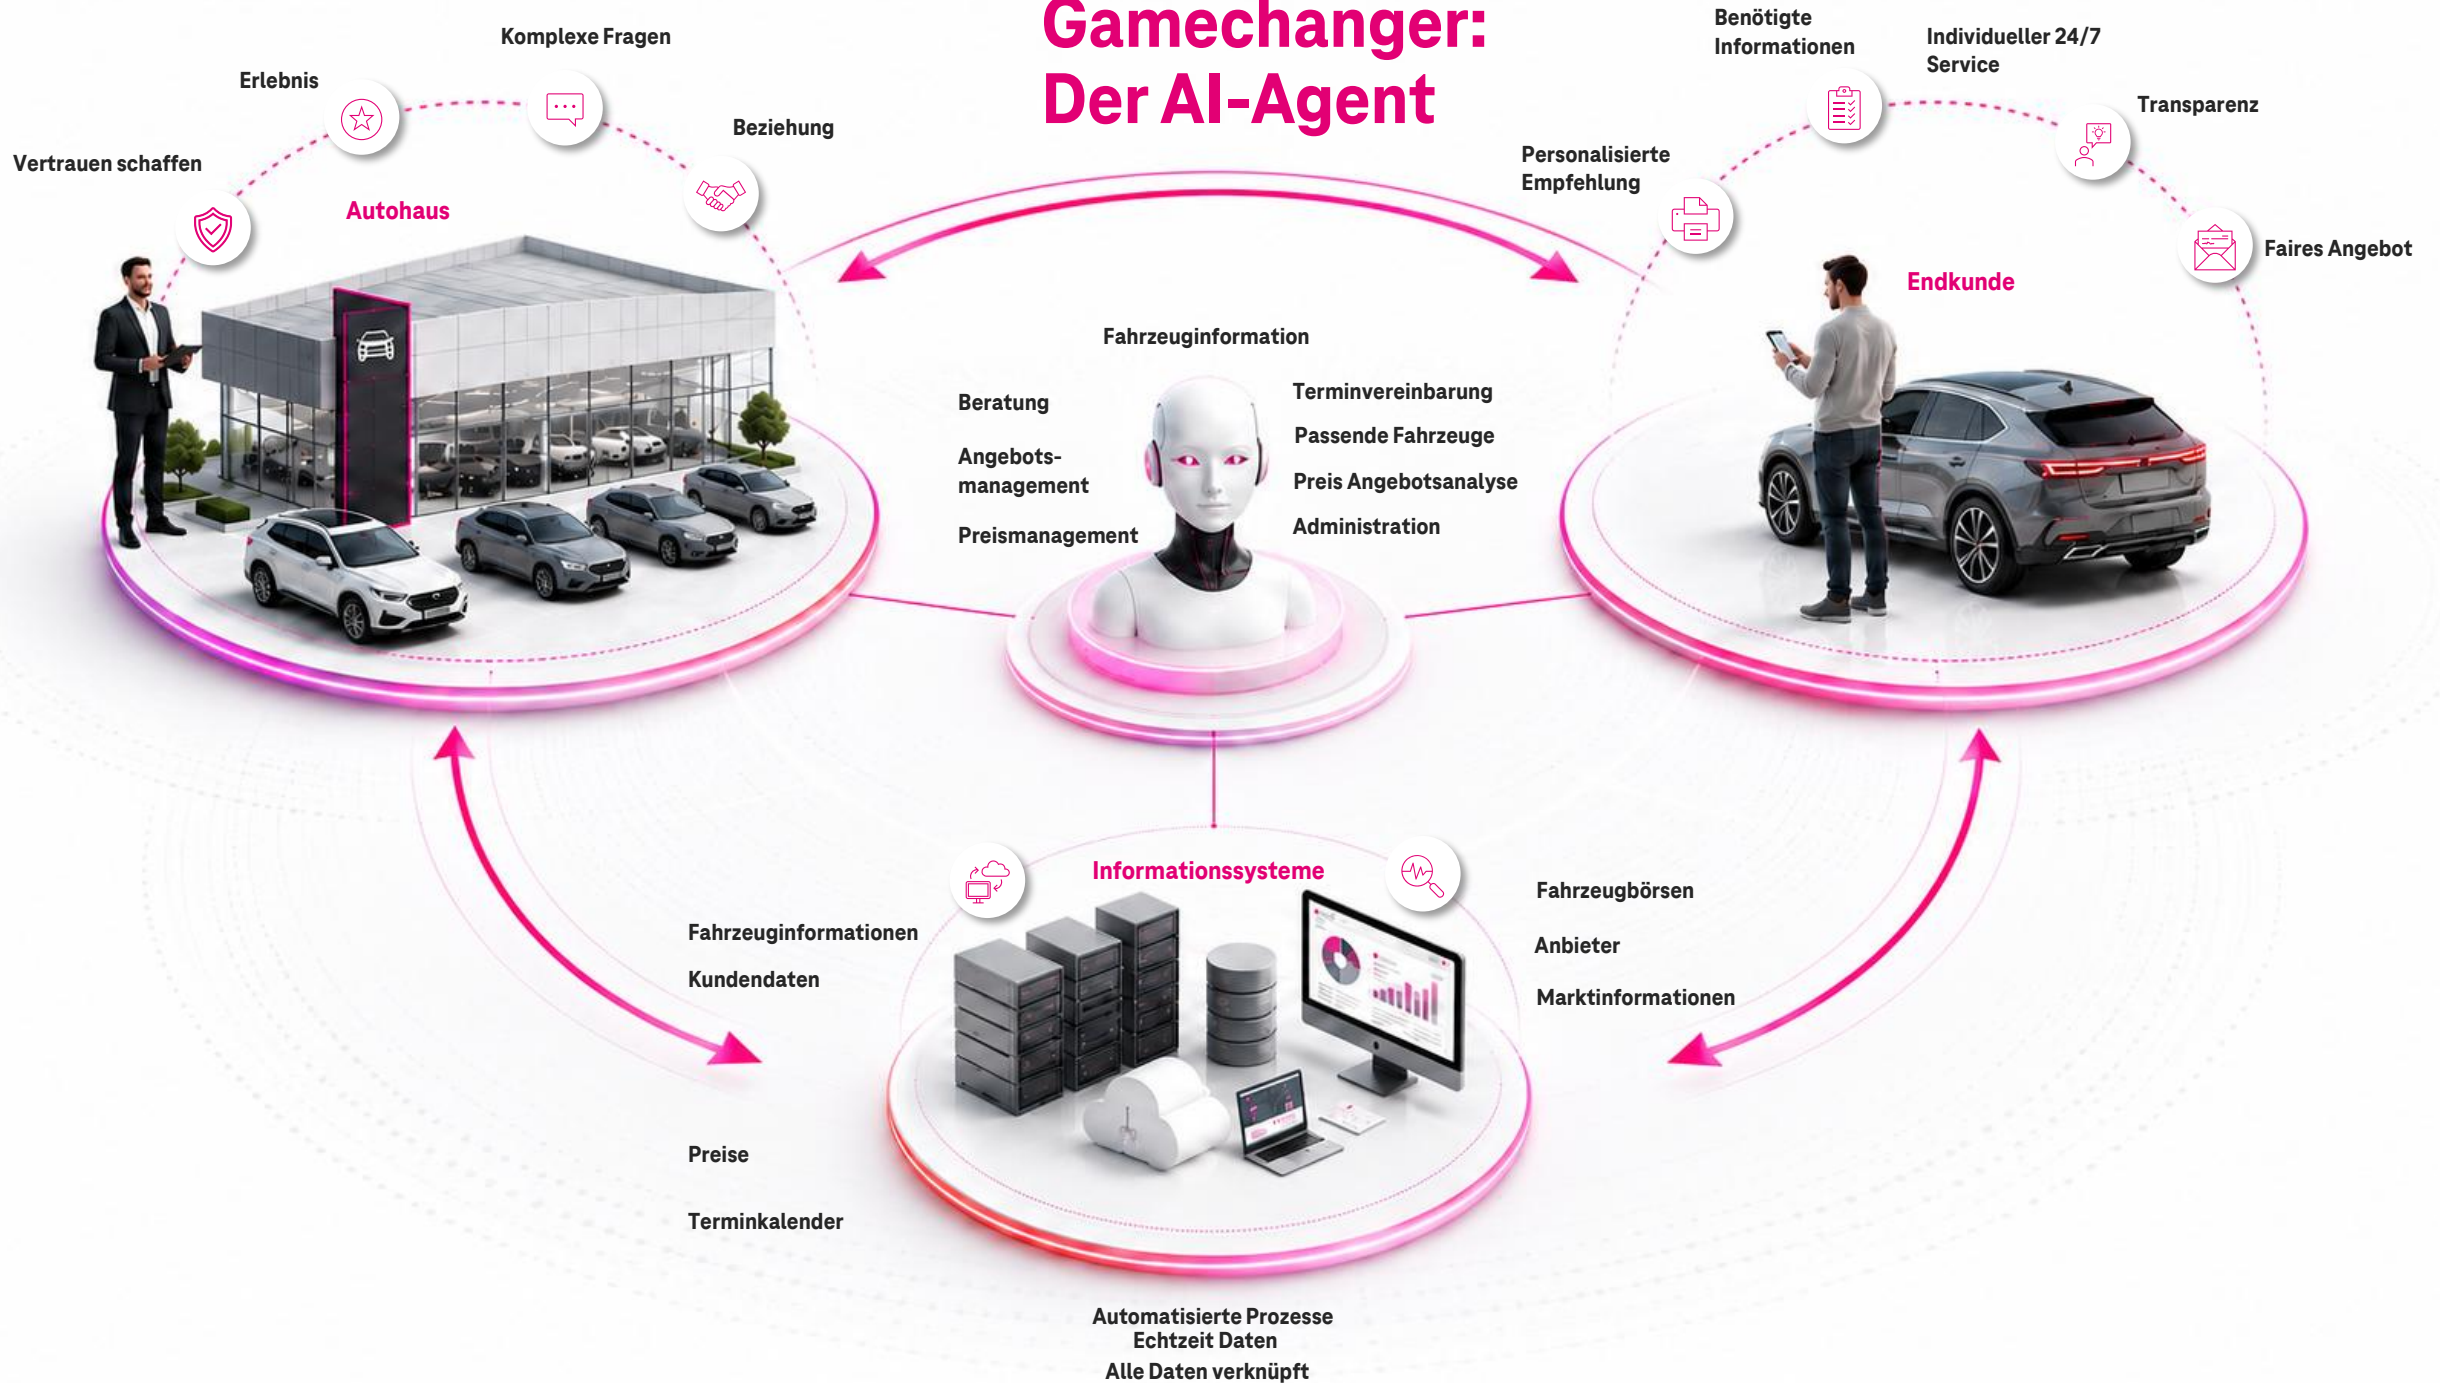 Gamechanger:
Der AI-Agent
Komplexe Fragen
Erlebnis
Beziehung
Vertrauen schaffen
Autohaus
Benötigte
Informationen
Individueller 24/7
Service
Transparenz
Personalisierte
Empfehlung
Faires Angebot
Endkunde
Fahrzeuginformation
Beratung
Angebots-
management
Preismanagement
Terminvereinbarung
Passende Fahrzeuge
Preis Angebotsanalyse
Administration
Informationssysteme
Fahrzeuginformationen
Kundendaten
Preise
Terminkalender
Fahrzeugbörsen
Anbieter
Marktinformationen
Automatisierte Prozesse
Echtzeit Daten
Alle Daten verknüpft